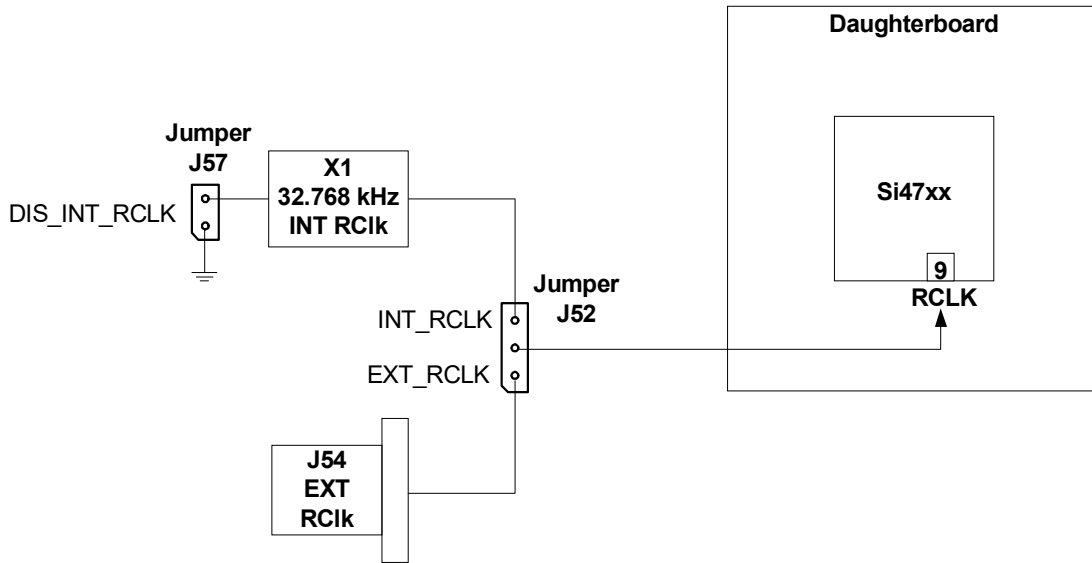 Daughterboard
Jumper
J57
X1
32.768 kHz
INT RClk
DIS_INT_RCLK
Si47xx
9
RCLK
Jumper
J52
INT_RCLK
EXT_RCLK
J54
EXT
RClk